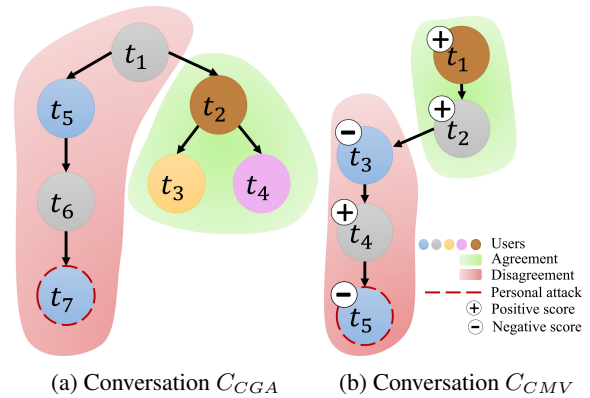 t1
t5
t2
t6
t3
t4
t7
+
t1
+
t2
−
t3
+
t4
−
t5
Users
Agreement
Disagreement
Personal attack
+ Positive score
− Negative score
(a) Conversation CCGA
(b) Conversation CCMV